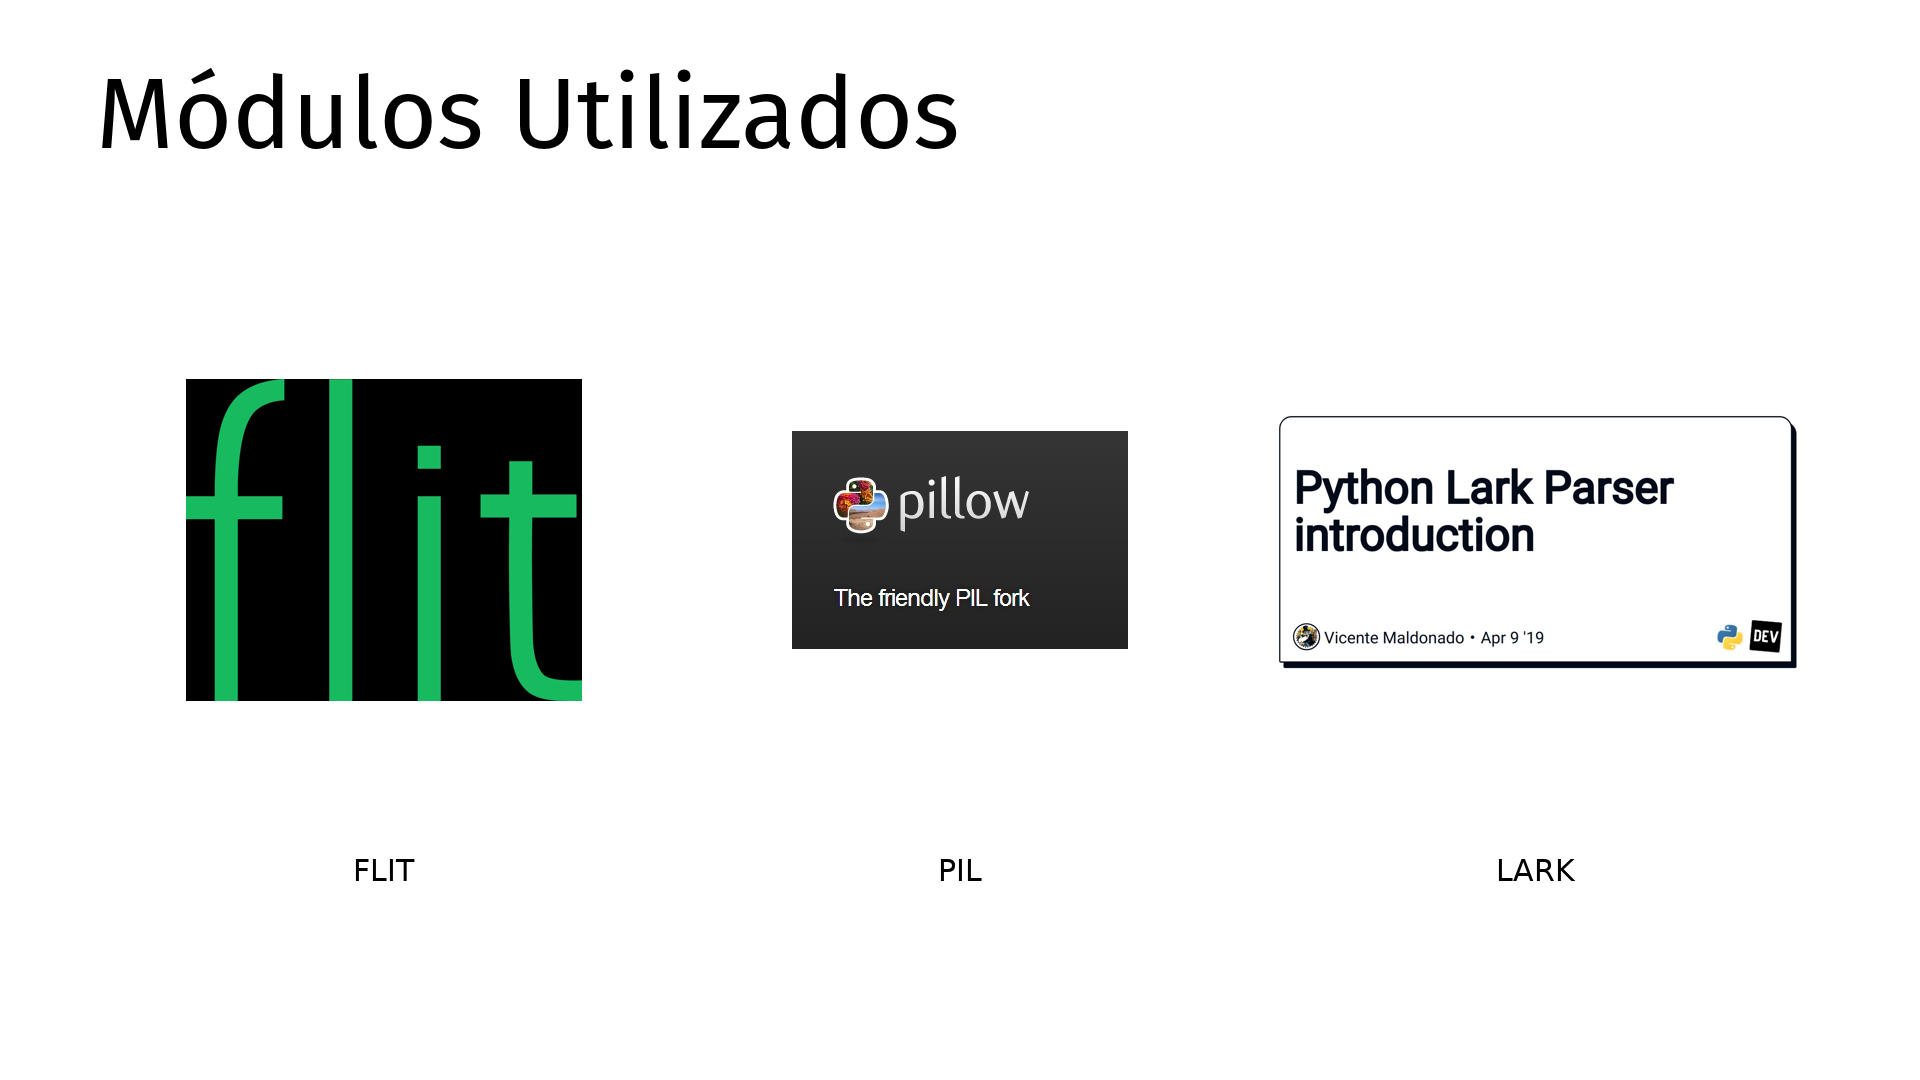 Módulos Utilizados
flit
pillow
The friendly PIL fork
Python Lark Parser
introduction
Vicente Maldonado • Apr 9 '19
DEV
FLIT
PIL
LARK